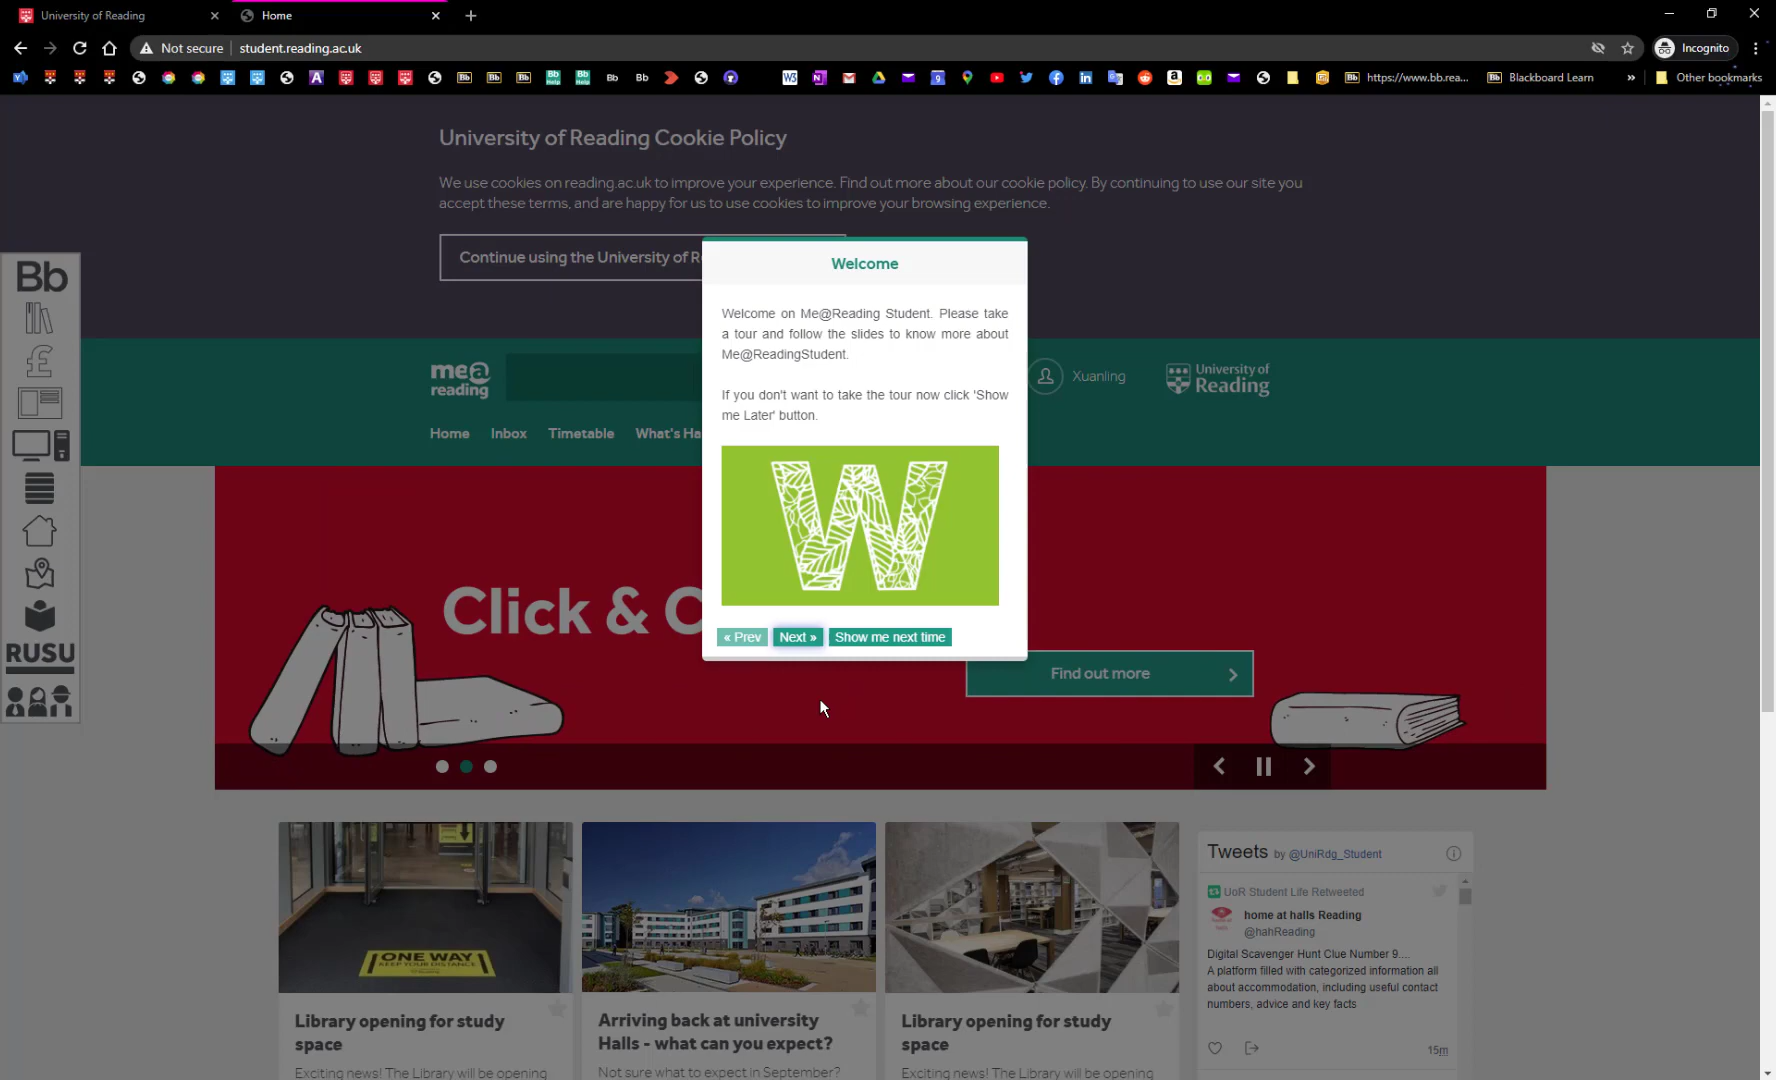 University of Reading
Home
Not secure
student.reading.ac.uk
Incognito
https://www.bb.rea...
Blackboard Learn
»
Other bookmarks
University of Reading Cookie Policy
We use cookies on reading.ac.uk to improve your experience. Find out more about our cookie policy. By continuing to use our site you
accept these terms, and are happy for us to use cookies to improve your browsing experience.
Continue using the University of R
Welcome
Welcome on Me@Reading Student. Please take
a tour and follow the slides to know more about
Me@ReadingStudent.
If you don't want to take the tour now click 'Show
me Later' button.
W
« Prev
Next »
Show me next time
Bb
RUSU
me@
reading
Xuanling
University of
Reading
Home
Inbox
Timetable
What's Ha
Click & C
Find out more
ONE WAY
KEEP YOUR DISTANCE
Library opening for study
space
Exciting news! The Library will be opening
Arriving back at university
Halls - what can you expect?
Not sure what to expect in September?
Library opening for study
space
Exciting news! The Library will be opening
Tweets by @UniRdg_Student
UoR Student Life Retweeted
home at halls Reading
@hahReading
Digital Scavenger Hunt Clue Number 9....
A platform filled with categorized information all
about accommodation, including useful contact
numbers, advice and key facts
15m